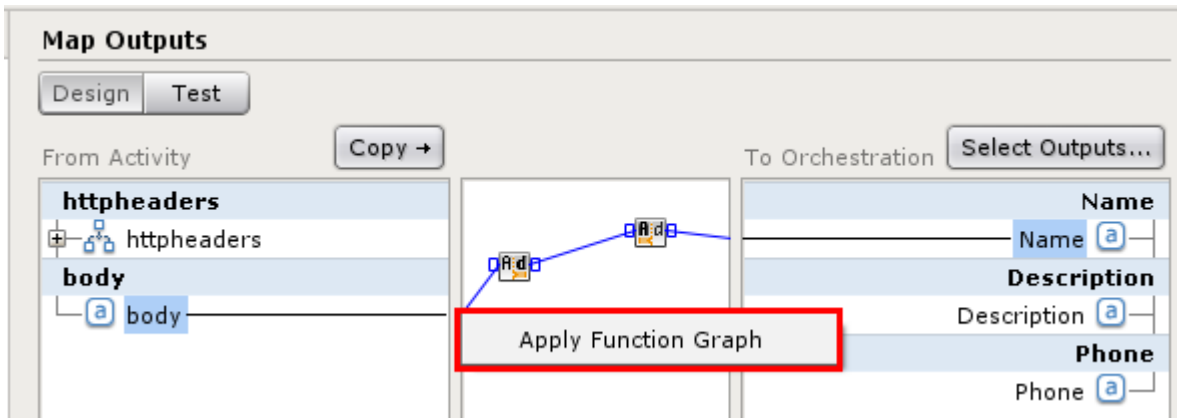 Map Outputs
Design Test
From Activity Copy → To Orchestration Select Outputs...
httpheaders Name
httpheaders Name a
body Description
a body Description a
Apply Function Graph
Phone
Phone a